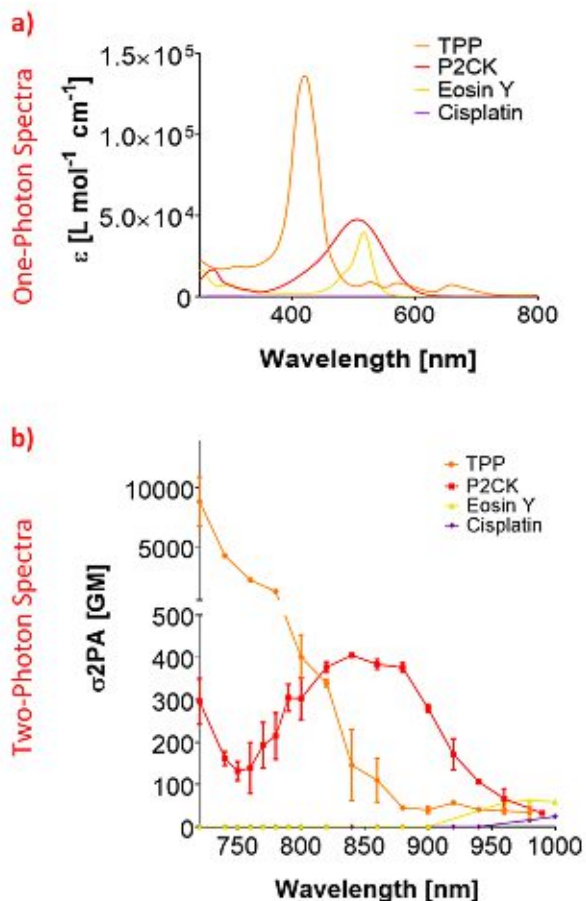 a)
One-Photon Spectra
TPP
P2CK
Eosin Y
Cisplatin
1.5×10⁵
1.0×10⁵
5.0×10⁴
0
ε [L mol⁻¹ cm⁻¹]
400 600 800
Wavelength [nm]
b)
Two-Photon Spectra
TPP
P2CK
Eosin Y
Cisplatin
10000
5000
500
400
300
200
100
0
σ2PA [GM]
750 800 850 900 950 1000
Wavelength [nm]